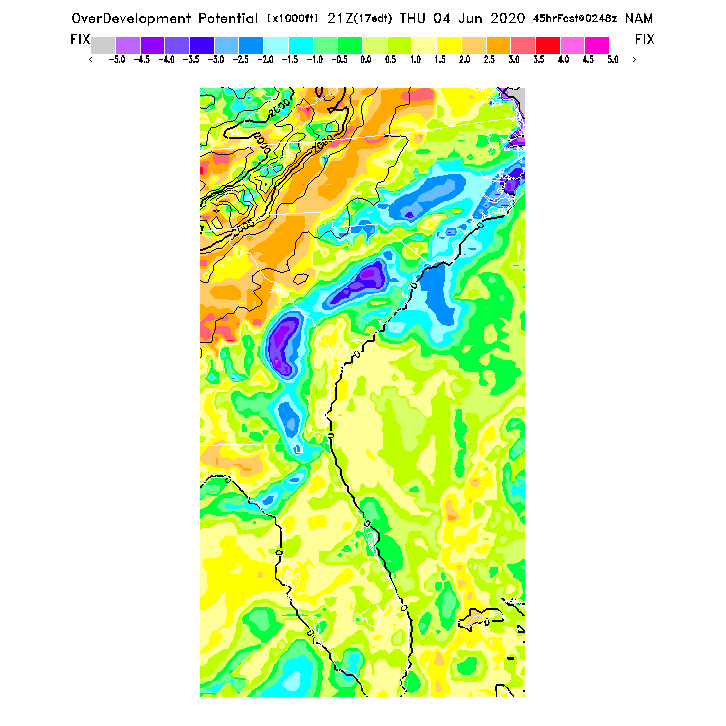 OverDevelopment Potential [x1000ft] 21Z(17edt) THU 04 Jun 2020 45hrFcst@0248z NAM
FIX FIX
< -5.0 -4.5 -4.0 -3.5 -3.0 -2.5 -2.0 -1.5 -1.0 -0.5 0.0 0.5 1.0 1.5 2.0 2.5 3.0 3.5 4.0 4.5 5.0 >
2000